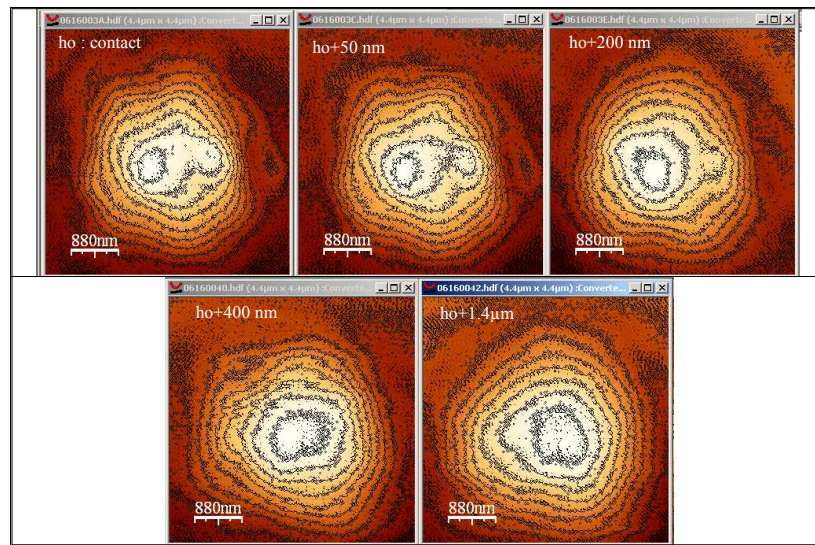 0616003A.hdf (4.4µm x 4.4µm) :Converte...
ho : contact
880nm
0616003C.hdf (4.4µm x 4.4µm) :Converte...
ho+50 nm
880nm
0616003E.hdf (4.4µm x 4.4µm) :Converte...
ho+200 nm
880nm
06160040.hdf (4.4µm x 4.4µm) :Converte...
ho+400 nm
880nm
06160042.hdf (4.4µm x 4.4µm) :Converte...
ho+1.4µm
880nm